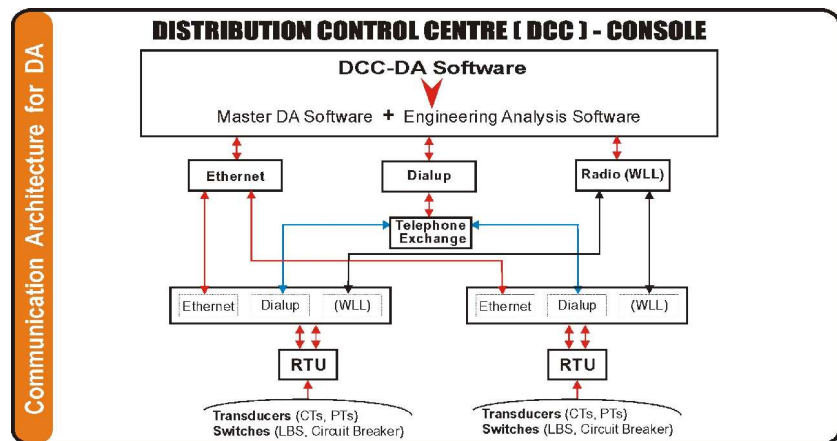 Communication Architecture for DA
DISTRIBUTION CONTROL CENTRE ( DCC ) - CONSOLE
DCC-DA Software
Master DA Software + Engineering Analysis Software
Ethernet
Dialup
Radio (WLL)
Telephone
Exchange
Ethernet
Dialup
(WLL)
Ethernet
Dialup
(WLL)
RTU
RTU
Transducers (CTs, PTs)
Switches (LBS, Circuit Breaker)
Transducers (CTs, PTs)
Switches (LBS, Circuit Breaker)